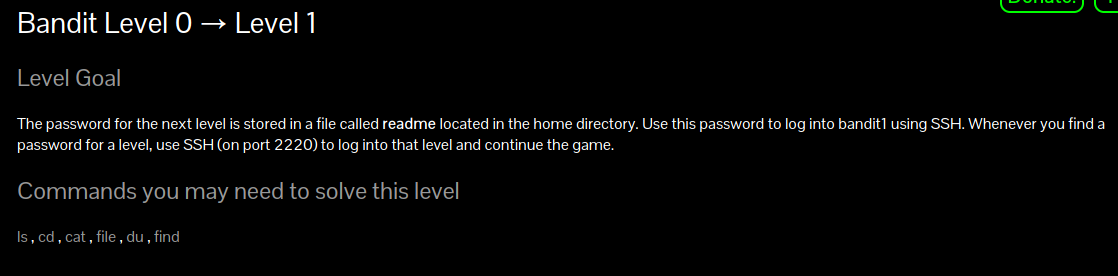 Donate!
Bandit Level 0 → Level 1
Level Goal
The password for the next level is stored in a file called readme located in the home directory. Use this password to log into bandit1 using SSH. Whenever you find a
password for a level, use SSH (on port 2220) to log into that level and continue the game.
Commands you may need to solve this level
ls , cd , cat , file , du , find